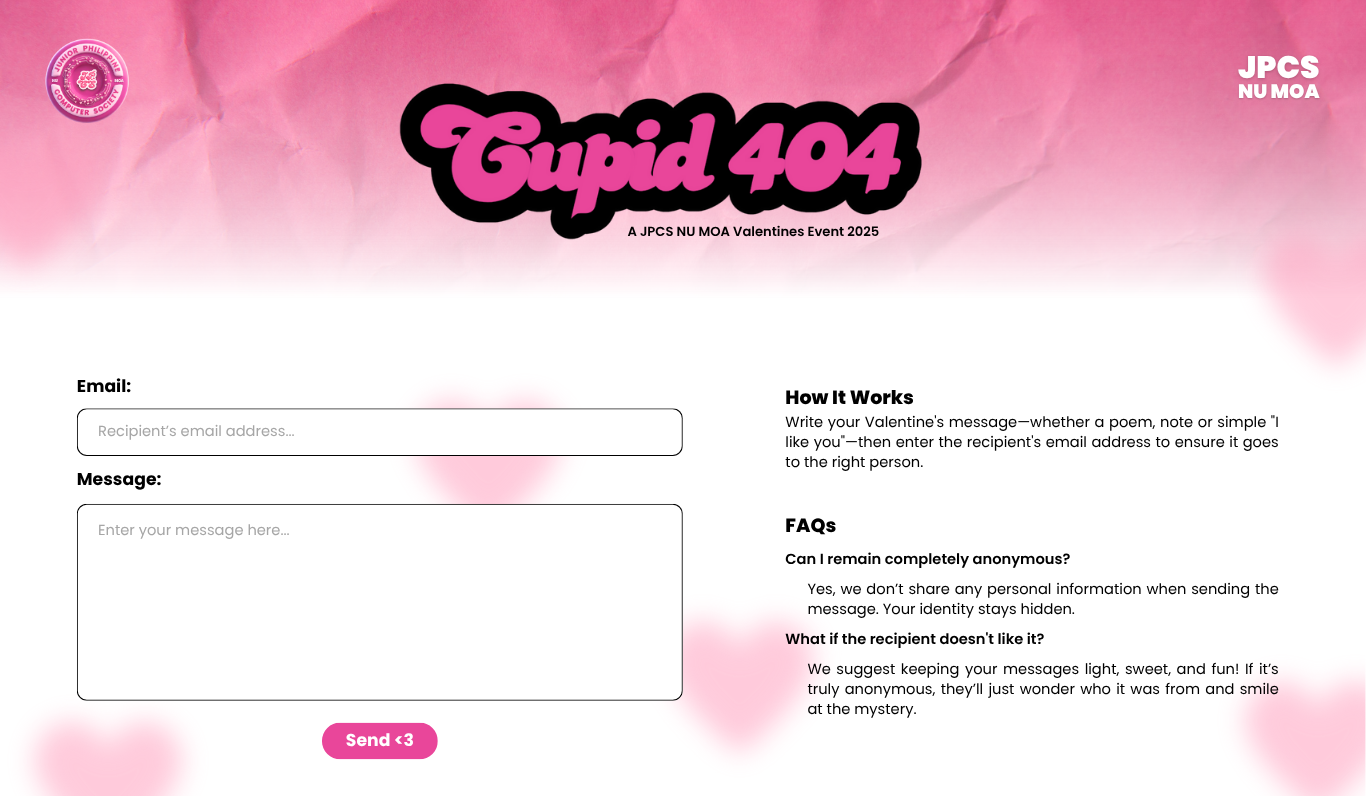 JUNIOR PHILIPPINE
NU MOA
COMPUTER SOCIETY
JPCS
NU MOA
Cupid 404
A JPCS NU MOA Valentines Event 2025
Email:
Recipient’s email address...
Message:
Enter your message here...
Send <3
How It Works
Write your Valentine's message—whether a poem, note or simple "I
like you"—then enter the recipient's email address to ensure it goes
to the right person.
FAQs
Can I remain completely anonymous?
Yes, we don’t share any personal information when sending the
message. Your identity stays hidden.
What if the recipient doesn't like it?
We suggest keeping your messages light, sweet, and fun! If it’s
truly anonymous, they’ll just wonder who it was from and smile
at the mystery.